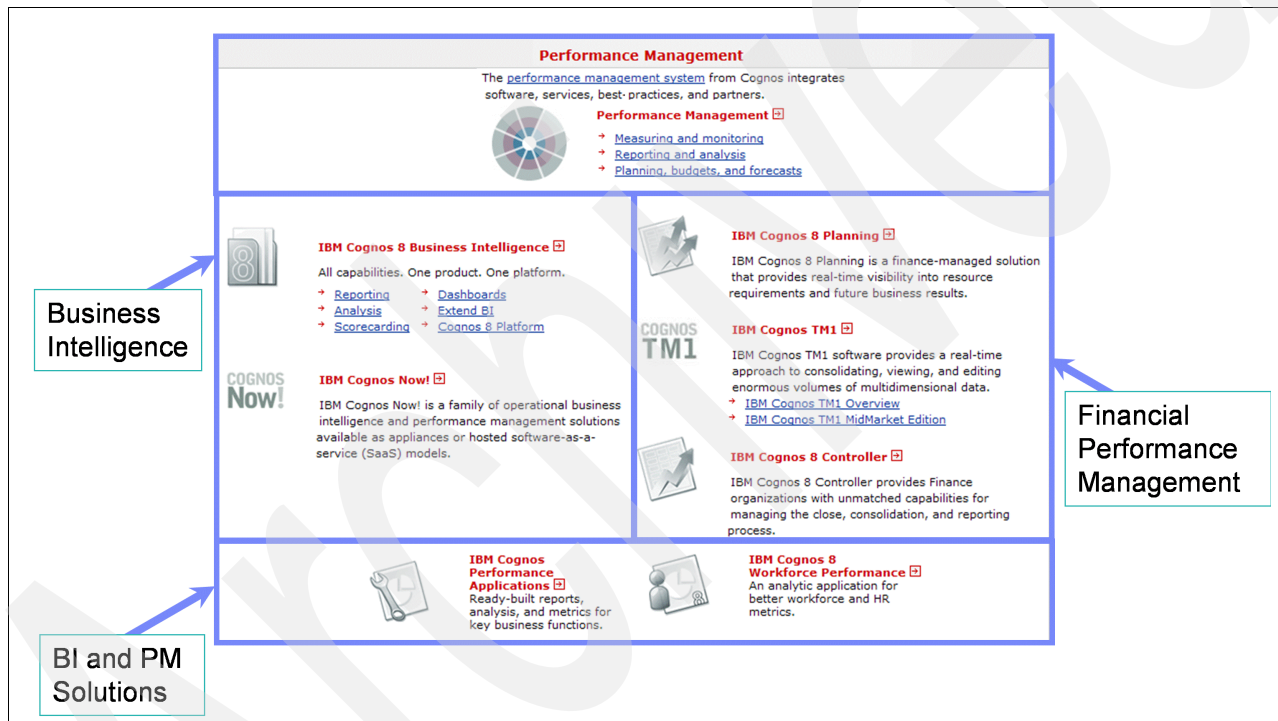 Performance Management
The performance management system from Cognos integrates
software, services, best-practices, and partners.
Performance Management
Measuring and monitoring
Reporting and analysis
Planning, budgets, and forecasts
Business
Intelligence
8
IBM Cognos 8 Business Intelligence
All capabilities. One product. One platform.
Reporting
Analysis
Scorecarding
Dashboards
Extend BI
Cognos 8 Platform
COGNOS
Now!
IBM Cognos Now!
IBM Cognos Now! is a family of operational business
intelligence and performance management solutions
available as appliances or hosted software-as-a-
service (SaaS) models.
IBM Cognos 8 Planning
IBM Cognos 8 Planning is a finance-managed solution
that provides real-time visibility into resource
requirements and future business results.
COGNOS
TM1
IBM Cognos TM1
IBM Cognos TM1 software provides a real-time
approach to consolidating, viewing, and editing
enormous volumes of multidimensional data.
IBM Cognos TM1 Overview
IBM Cognos TM1 MidMarket Edition
IBM Cognos 8 Controller
IBM Cognos 8 Controller provides Finance
organizations with unmatched capabilities for
managing the close, consolidation, and reporting
process.
Financial
Performance
Management
IBM Cognos
Performance
Applications
Ready-built reports,
analysis, and metrics for
key business functions.
8
IBM Cognos 8
Workforce Performance
An analytic application for
better workforce and HR
metrics.
BI and PM
Solutions
Archived